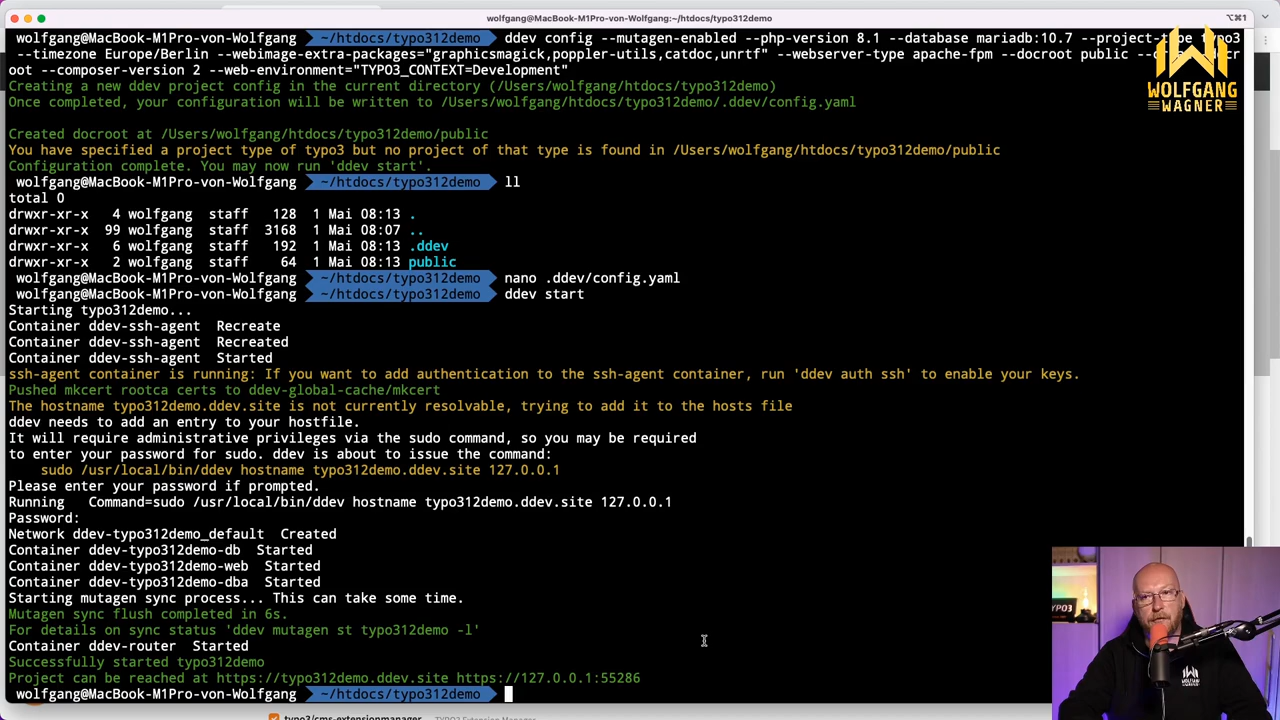 wolfgang@MacBook-M1Pro-von-Wolfgang:~/htdocs/typo312demo
⌥⌘1
wolfgang@MacBook-M1Pro-von-Wolfgang ~/htdocs/typo312demo ddev config --mutagen-enabled --php-version 8.1 --database mariadb:10.7 --project-type typo3
--timezone Europe/Berlin --webimage-extra-packages="graphicsmagick,poppler-utils,catdoc,unrtf" --webserver-type apache-fpm --docroot public
oot --composer-version 2 --web-environment="TYPO3_CONTEXT=Development"
Creating a new ddev project config in the current directory (/Users/wolfgang/htdocs/typo312demo)
Once completed, your configuration will be written to /Users/wolfgang/htdocs/typo312demo/.ddev/config.yaml
Created docroot at /Users/wolfgang/htdocs/typo312demo/public
You have specified a project type of typo3 but no project of that type is found in /Users/wolfgang/htdocs/typo312demo/public
Configuration complete. You may now run 'ddev start'.
wolfgang@MacBook-M1Pro-von-Wolfgang ~/htdocs/typo312demo ll
total 0
drwxr-xr-x 4 wolfgang staff 128 1 Mai 08:13 .
drwxr-xr-x 99 wolfgang staff 3168 1 Mai 08:07 ..
drwxr-xr-x 6 wolfgang staff 192 1 Mai 08:13 .ddev
drwxr-xr-x 2 wolfgang staff 64 1 Mai 08:13 public
wolfgang@MacBook-M1Pro-von-Wolfgang ~/htdocs/typo312demo nano .ddev/config.yaml
wolfgang@MacBook-M1Pro-von-Wolfgang ~/htdocs/typo312demo ddev start
Starting typo312demo...
Container ddev-ssh-agent Recreate
Container ddev-ssh-agent Recreated
Container ddev-ssh-agent Started
ssh-agent container is running: If you want to add authentication to the ssh-agent container, run 'ddev auth ssh' to enable your keys.
Pushed mkcert rootca certs to ddev-global-cache/mkcert
The hostname typo312demo.ddev.site is not currently resolvable, trying to add it to the hosts file
ddev needs to add an entry to your hostfile.
It will require administrative privileges via the sudo command, so you may be required
to enter your password for sudo. ddev is about to issue the command:
sudo /usr/local/bin/ddev hostname typo312demo.ddev.site 127.0.0.1
Please enter your password if prompted.
Running Command=sudo /usr/local/bin/ddev hostname typo312demo.ddev.site 127.0.0.1
Password:
Network ddev-typo312demo_default Created
Container ddev-typo312demo-db Started
Container ddev-typo312demo-web Started
Container ddev-typo312demo-dba Started
Starting mutagen sync process... This can take some time.
Mutagen sync flush completed in 6s.
For details on sync status 'ddev mutagen st typo312demo -l'
Container ddev-router Started
Successfully started typo312demo
Project can be reached at https://typo312demo.ddev.site https://127.0.0.1:55286
wolfgang@MacBook-M1Pro-von-Wolfgang ~/htdocs/typo312demo
WOLFGANG
WAGNER
TYPO3
typo3/cms-extensionmanager